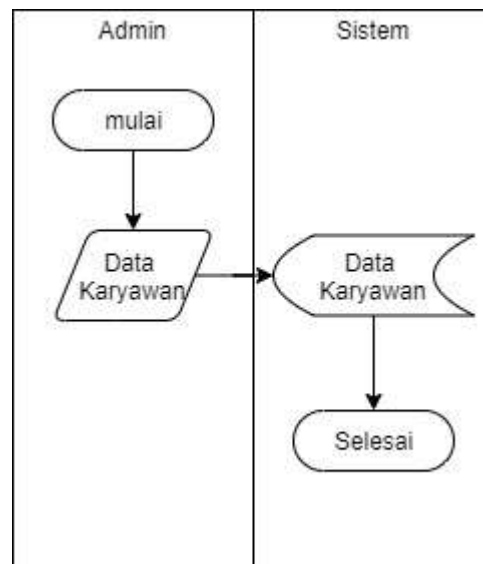 Admin
Sistem
mulai
Data
Karyawan
Data
Karyawan
Selesai